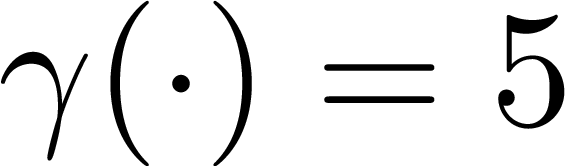 γ(·) = 5